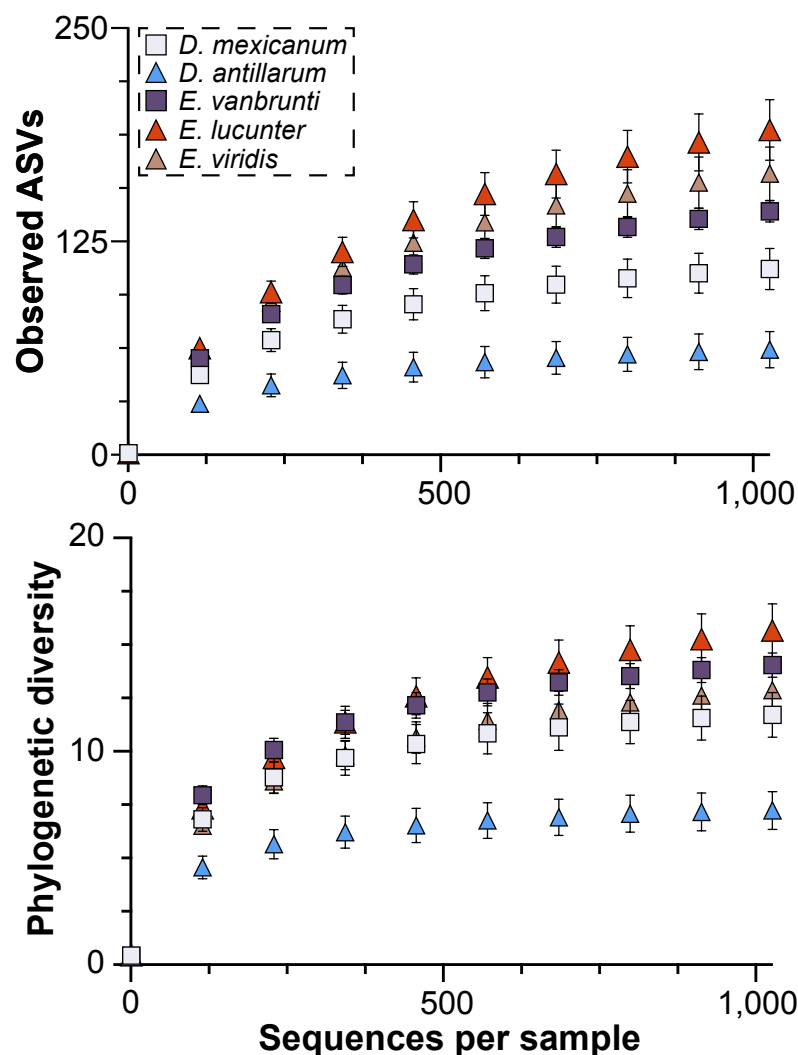 250
D. mexicanum
D. antillarum
E. vanbrunti
E. lucunter
E. viridis
Observed ASVs
125
0
0 500 1,000
20
Phylogenetic diversity
10
0
0 500 1,000
Sequences per sample